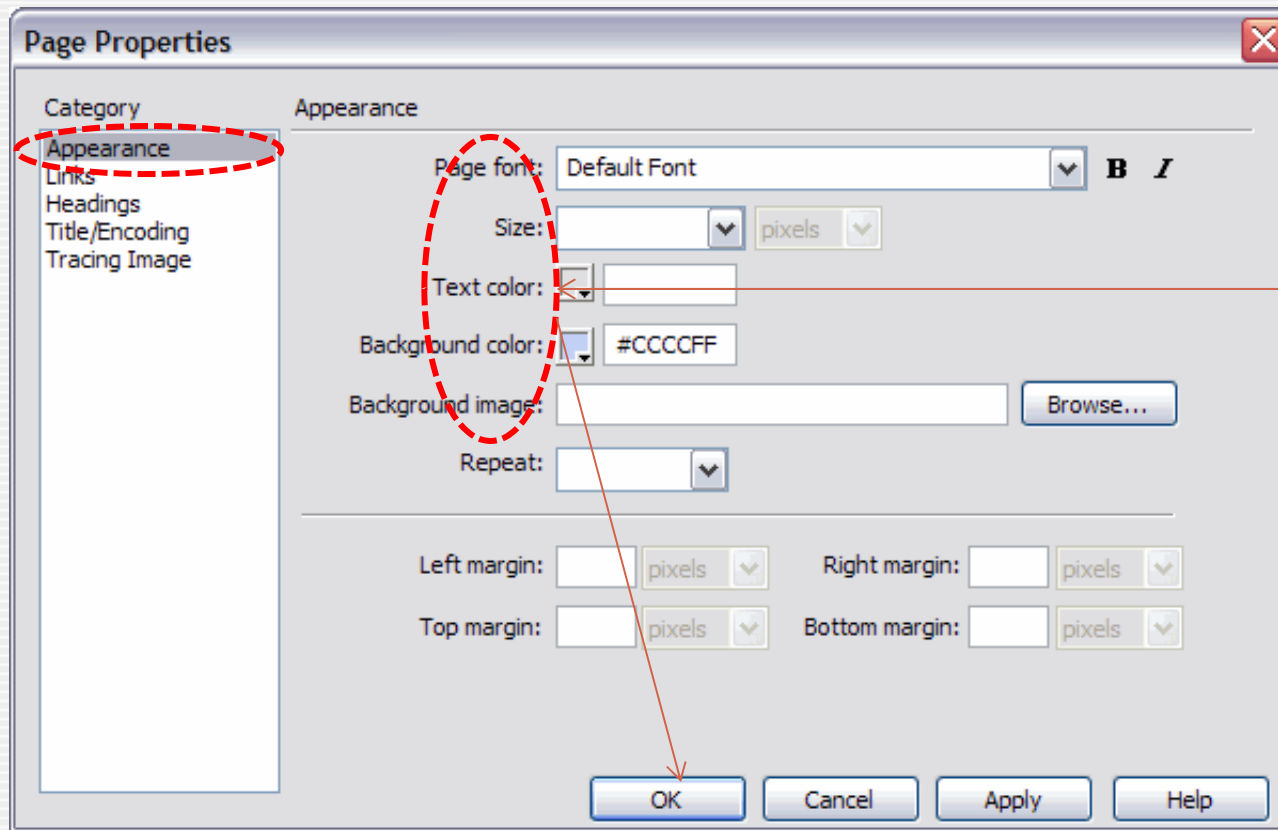 Page Properties
Category
Appearance
Links
Headings
Title/Encoding
Tracing Image
Appearance
Page font: Default Font B I
Size: pixels
Text color:
Background color: #CCCCFF
Background image: Browse...
Repeat:
Left margin: pixels Right margin: pixels
Top margin: pixels Bottom margin: pixels
OK Cancel Apply Help